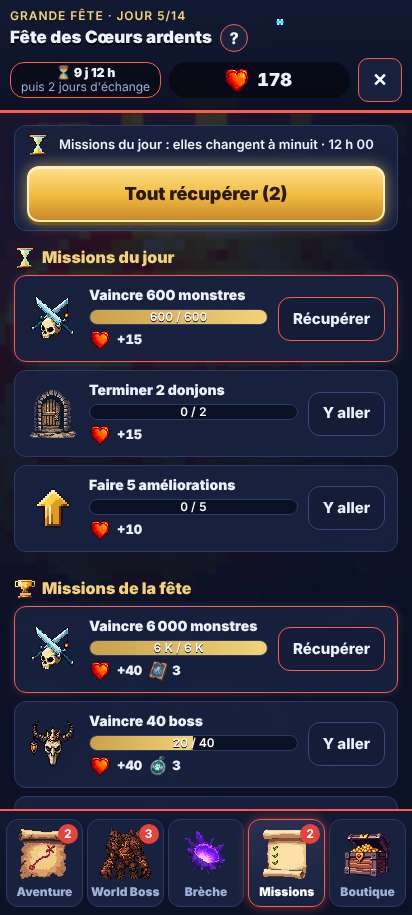 GRANDE FÊTE · JOUR 5/14
Fête des Cœurs ardents ?
9 j 12 h
puis 2 jours d'échange
178
×
Missions du jour : elles changent à minuit · 12 h 00
Tout récupérer (2)
Missions du jour
Vaincre 600 monstres
600 / 600
+15
Récupérer
Terminer 2 donjons
0 / 2
+15
Y aller
Faire 5 améliorations
0 / 5
+10
Y aller
Missions de la fête
Vaincre 6 000 monstres
6 K / 6 K
+40 3
Récupérer
Vaincre 40 boss
20 / 40
+40 3
Y aller
2 3 2
Aventure World Boss Brèche Missions Boutique